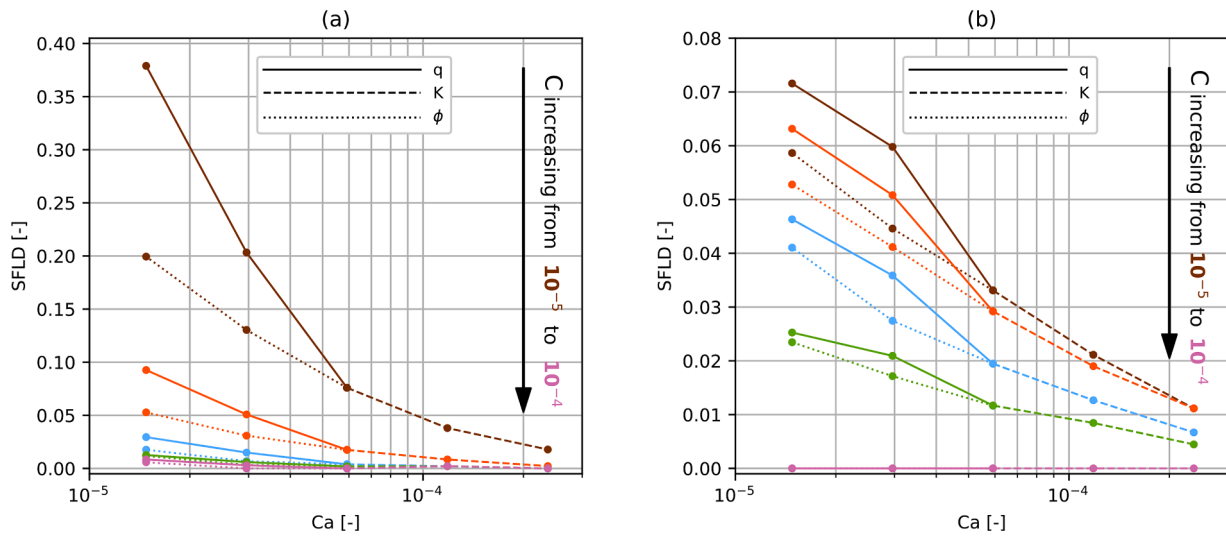 (a)
0.40
0.35
0.30
0.25
0.20
0.15
0.10
0.05
0.00
SFLD [-]
10⁻⁵
10⁻⁴
Ca [-]
q
K
ϕ
C increasing from 10⁻⁵ to 10⁻⁴
(b)
0.08
0.07
0.06
0.05
0.04
0.03
0.02
0.01
0.00
SFLD [-]
10⁻⁵
10⁻⁴
Ca [-]
q
K
ϕ
C increasing from 10⁻⁵ to 10⁻⁴